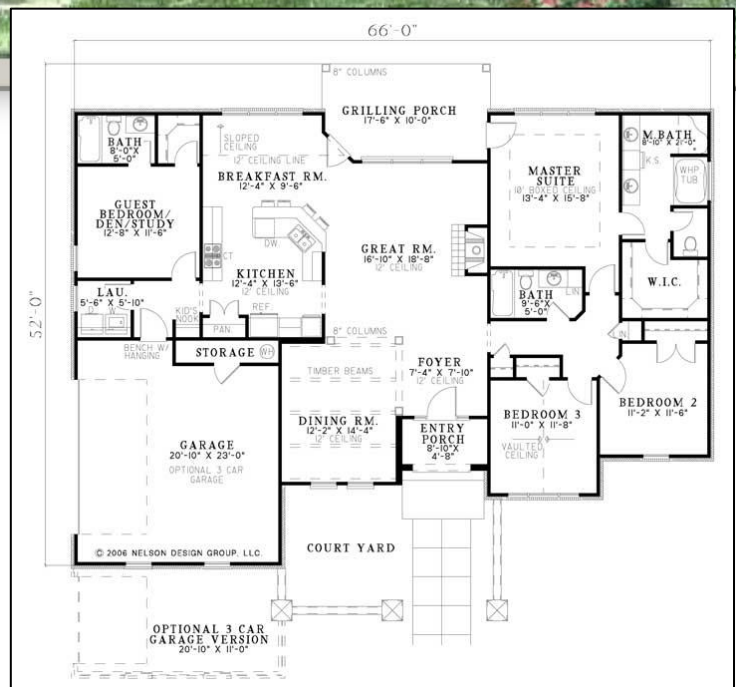 66'-0"
8" COLUMNS
GRILLING PORCH
17'-6" X 10'-0"
BATH
8'-0"X
5'-0"
SLOPED
CEILING
12' CEILING LINE
BREAKFAST RM.
12'-4" X 9'-6"
MASTER
SUITE
10' BOXED CEILING
13'-4" X 15'-8"
M.BATH
8'-10" X 21'-0"
K.S.
WHP
TUB
GUEST
BEDROOM/
DEN/STUDY
12'-8" X 11'-6"
DW
CT
GREAT RM.
16'-10" X 18'-8"
12' CEILING
KITCHEN
12'-4" X 13'-6"
12' CEILING
REF.
PAN.
LAU.
5'-6" X 5'-10"
D W
KID'S
NOOK
BENCH W/
HANGING
BATH
9'-6"X
5'-0"
LIN
W.I.C.
LIN
52'-0"
STORAGE
WH
8" COLUMNS
TIMBER BEAMS
FOYER
7'-4" X 7'-10"
12' CEILING
DINING RM.
12'-2" X 14'-4"
12' CEILING
ENTRY
PORCH
8'-10"X
4'-8"
BEDROOM 3
11'-0" X 11'-8"
VAULTED
CEILING
BEDROOM 2
11'-2" X 11'-6"
GARAGE
20'-10" X 23'-0"
OPTIONAL 3 CAR
GARAGE
© 2006 NELSON DESIGN GROUP, LLC.
COURT YARD
OPTIONAL 3 CAR
GARAGE VERSION
20'-10" X 11'-0"